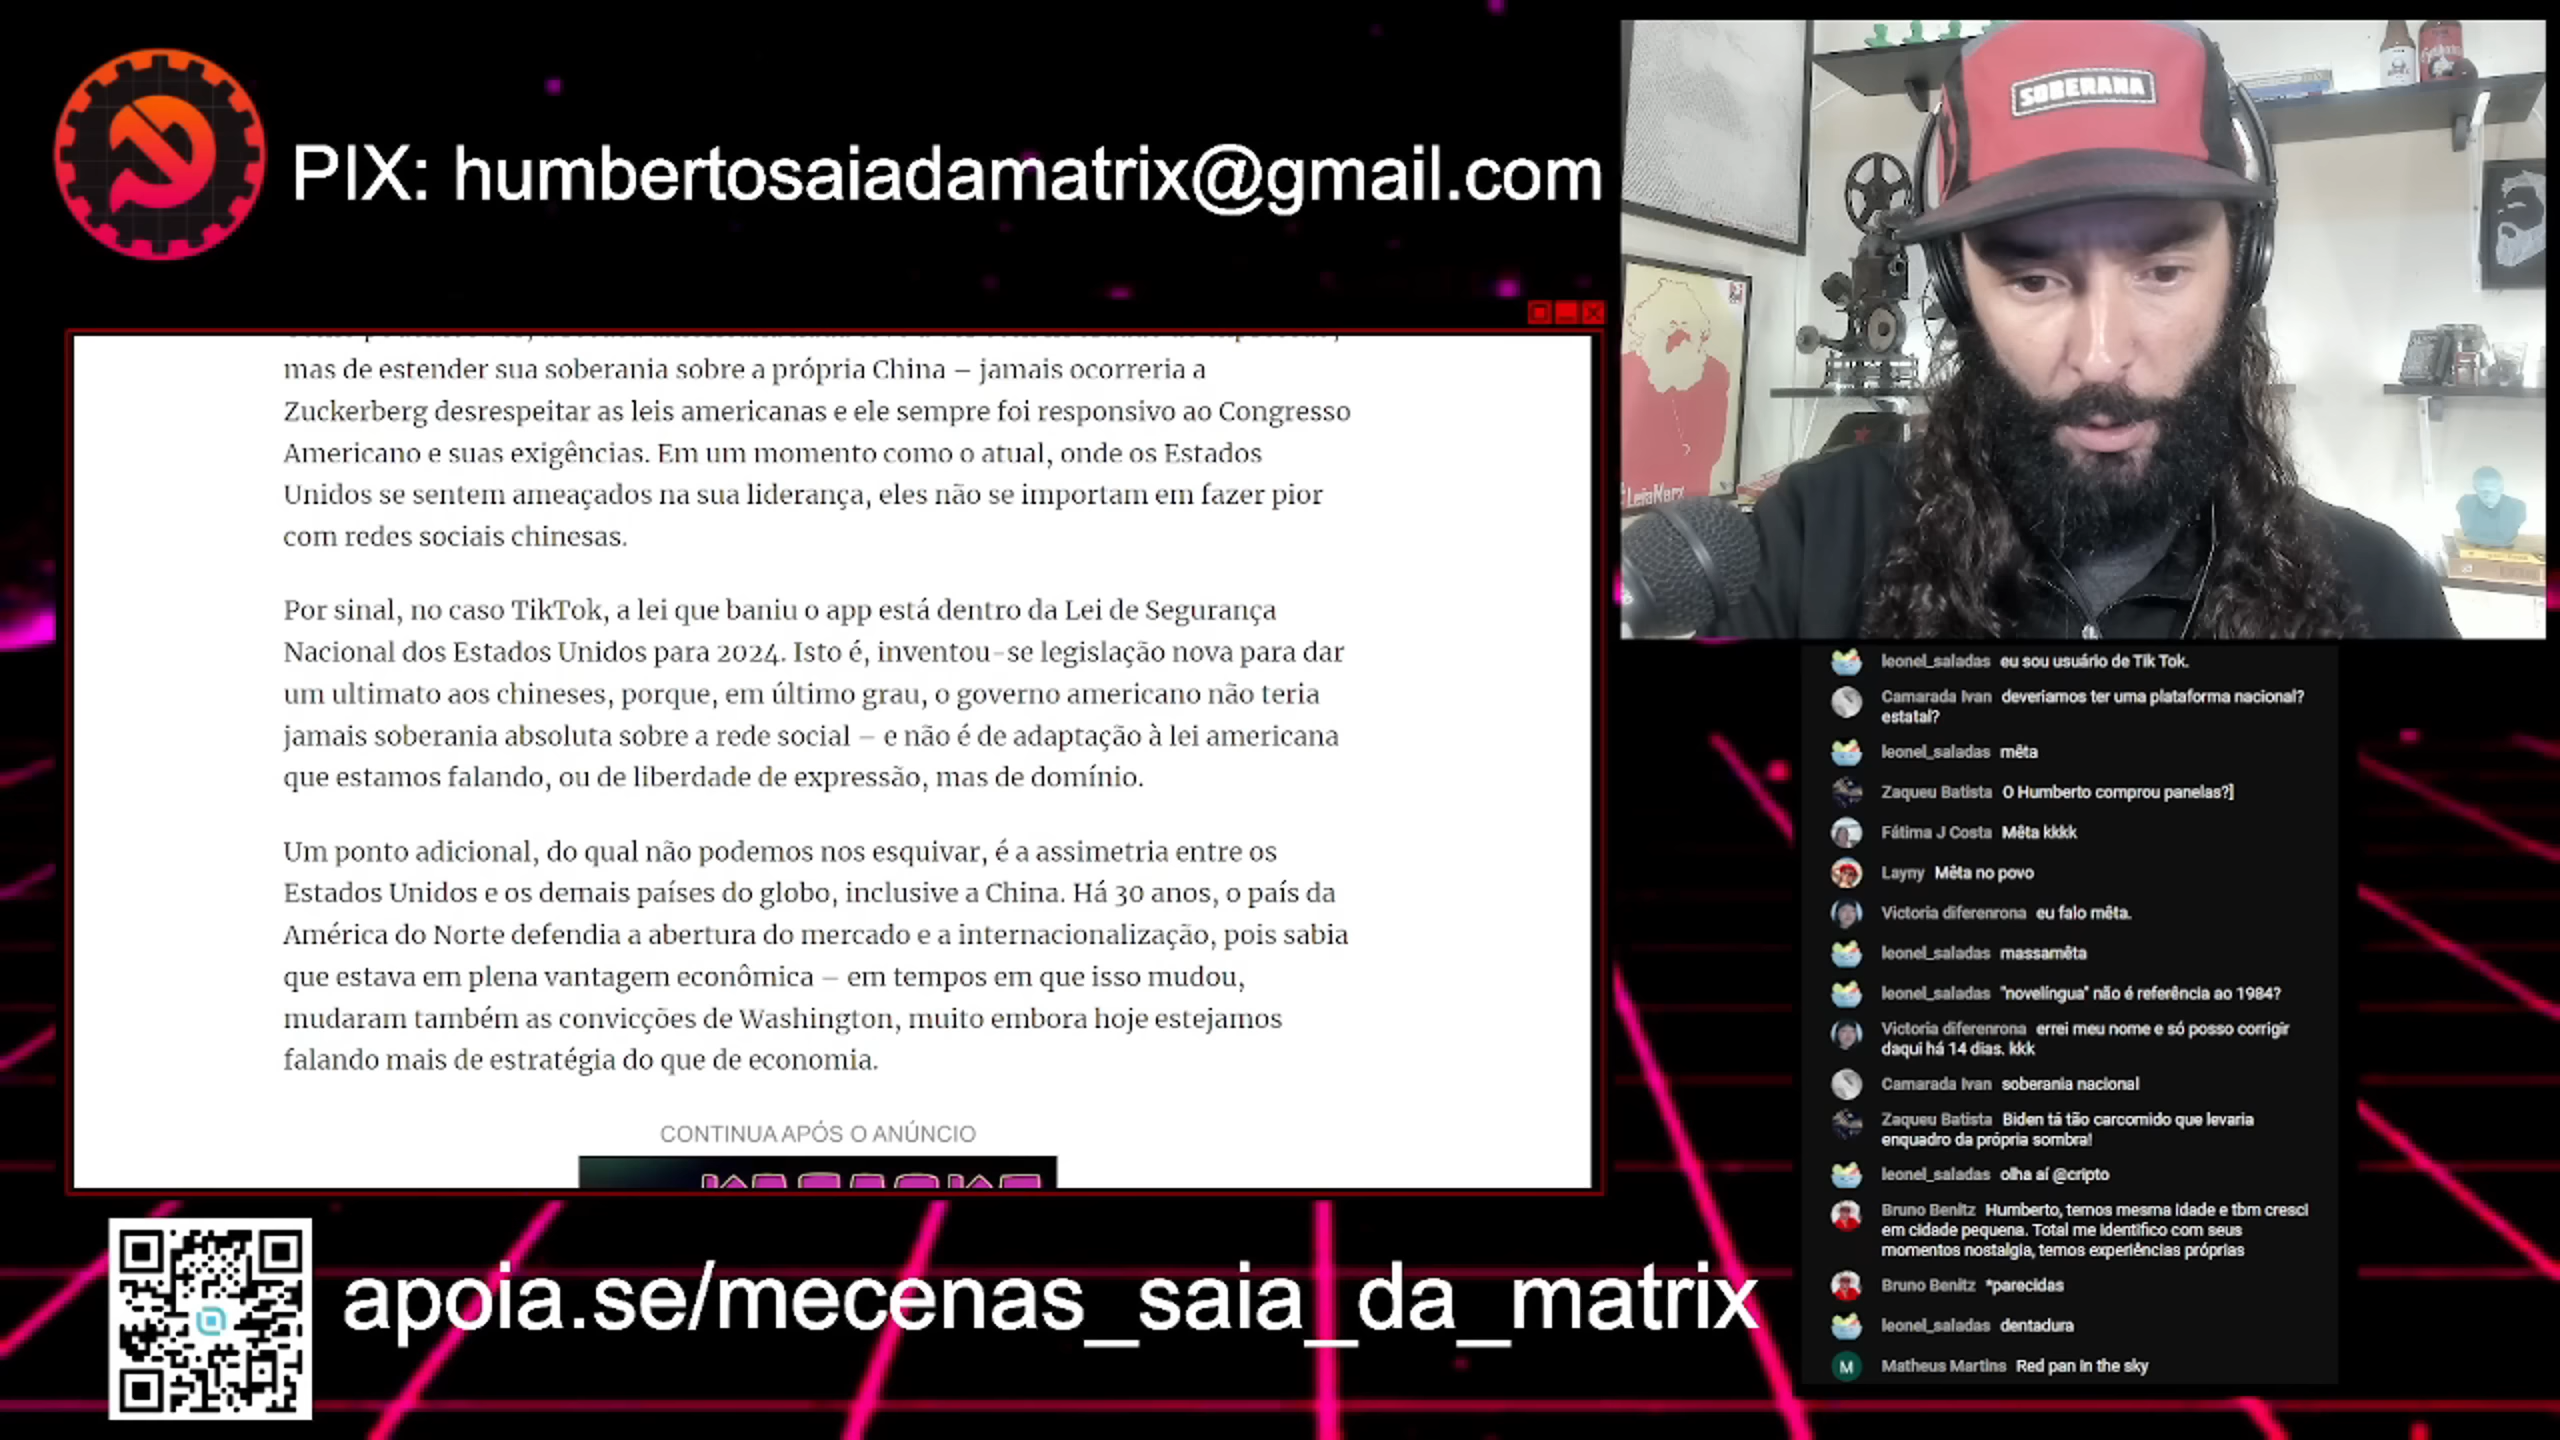 PIX: humbertosaiadamatrix@gmail.com
SOBERANA
LeiaMarx
mas de estender sua soberania sobre a própria China – jamais ocorreria a
Zuckerberg desrespeitar as leis americanas e ele sempre foi responsivo ao Congresso
Americano e suas exigências. Em um momento como o atual, onde os Estados
Unidos se sentem ameaçados na sua liderança, eles não se importam em fazer pior
com redes sociais chinesas.
Por sinal, no caso TikTok, a lei que baniu o app está dentro da Lei de Segurança
Nacional dos Estados Unidos para 2024. Isto é, inventou-se legislação nova para dar
um ultimato aos chineses, porque, em último grau, o governo americano não teria
jamais soberania absoluta sobre a rede social – e não é de adaptação à lei americana
que estamos falando, ou de liberdade de expressão, mas de domínio.
Um ponto adicional, do qual não podemos nos esquivar, é a assimetria entre os
Estados Unidos e os demais países do globo, inclusive a China. Há 30 anos, o país da
América do Norte defendia a abertura do mercado e a internacionalização, pois sabia
que estava em plena vantagem econômica – em tempos em que isso mudou,
mudaram também as convicções de Washington, muito embora hoje estejamos
falando mais de estratégia do que de economia.
CONTINUA APÓS O ANÚNCIO
leonel_saladas eu sou usuário de Tik Tok.
Camarada Ivan deveriamos ter uma plataforma nacional?
estatal?
leonel_saladas mêta
Zaqueu Batista O Humberto comprou panelas?]
Fátima J Costa Mêta kkkk
Layny Mêta no povo
Victoria diferenrona eu falo mêta.
leonel_saladas massamêta
leonel_saladas "novelíngua" não é referência ao 1984?
Victoria diferenrona errei meu nome e só posso corrigir
daqui há 14 dias. kkk
Camarada Ivan soberania nacional
Zaqueu Batista Biden tá tão carcomido que levaria
enquadro da própria sombra!
leonel_saladas olha aí @cripto
Bruno Benitz Humberto, temos mesma idade e tbm cresci
em cidade pequena. Total me identifico com seus
momentos nostalgia, temos experiências próprias
Bruno Benitz *parecidas
leonel_saladas dentadura
M Matheus Martins Red pan in the sky
apoia.se/mecenas_saia_da_matrix